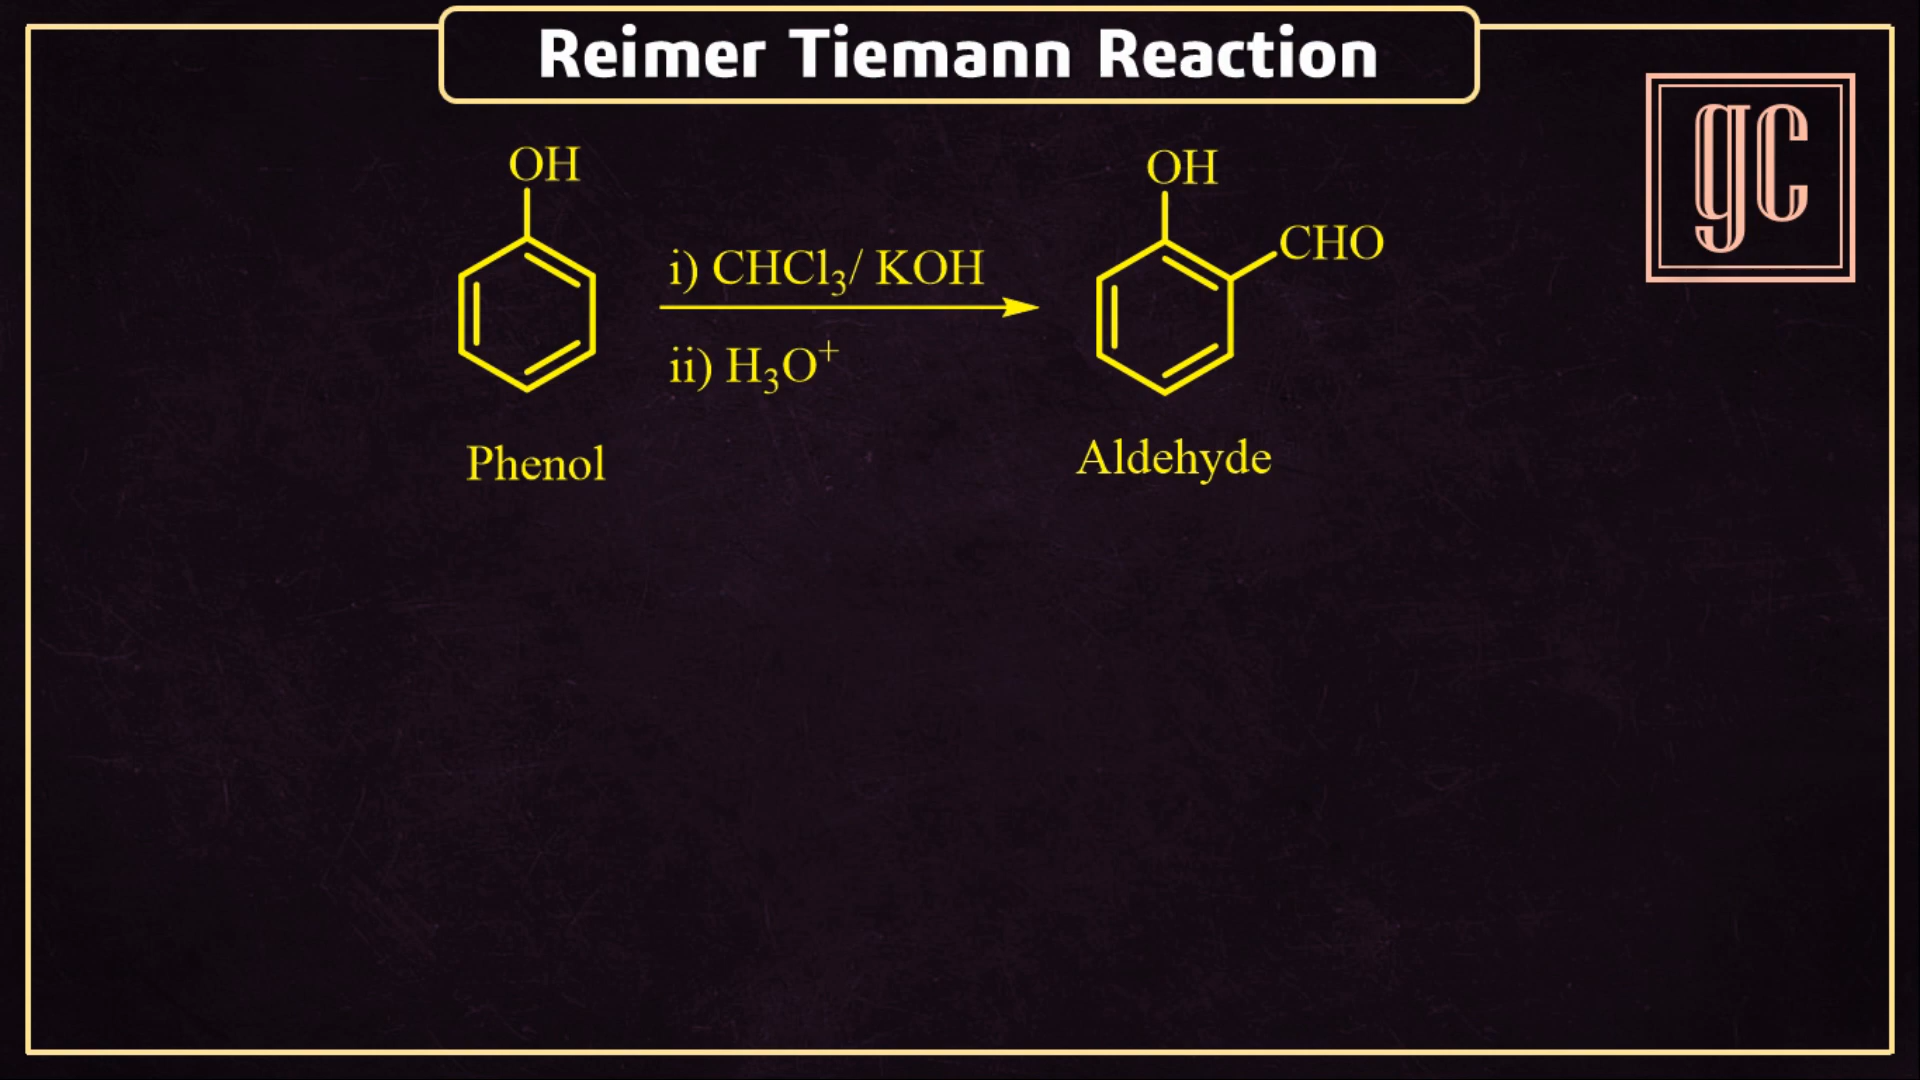 Reimer Tiemann Reaction
gc
OH
i) CHCl₃/ KOH
ii) H₃O⁺
Phenol
OH
CHO
Aldehyde